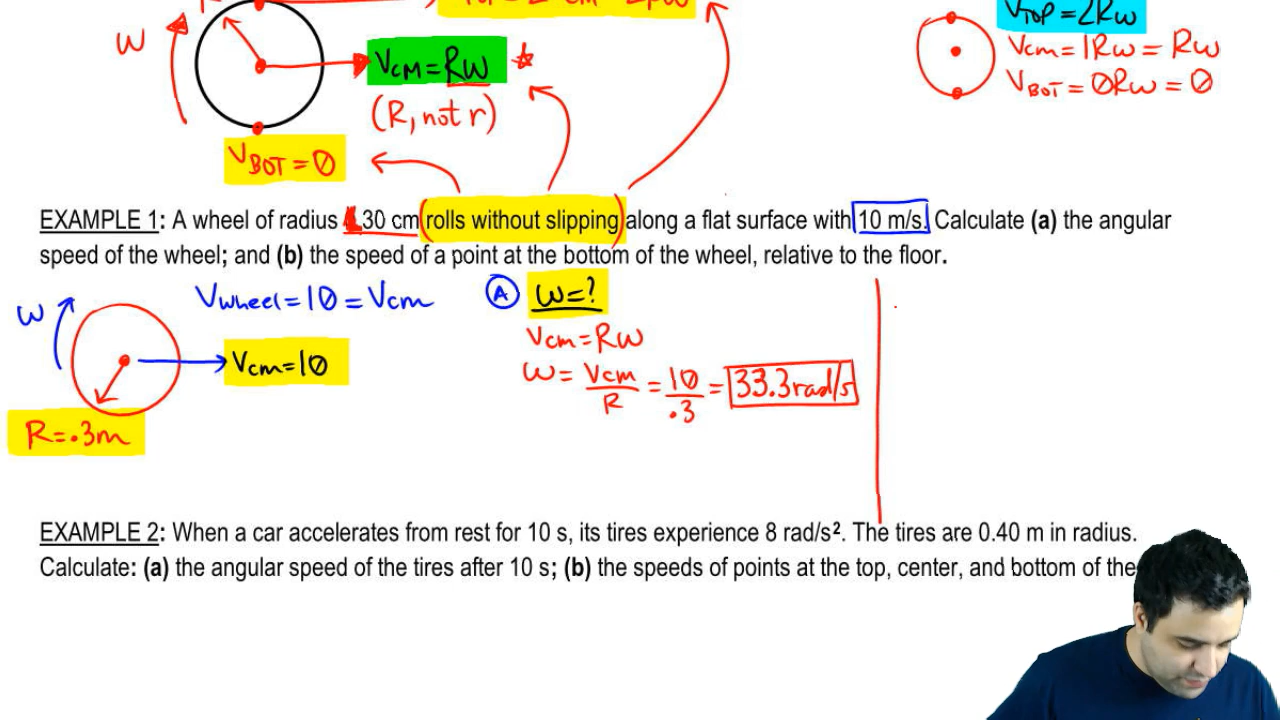 VTOP = 2Rω
ω
VCM = Rω
Vcm = 1Rω = Rω
(R, not r)
VBOT = 0Rω = 0
VBOT = 0
EXAMPLE 1: A wheel of radius 30 cm (rolls without slipping) along a flat surface with 10 m/s. Calculate (a) the angular
speed of the wheel; and (b) the speed of a point at the bottom of the wheel, relative to the floor.
Vwheel = 10 = Vcm
A ω = ?
ω
Vcm = Rω
Vcm = 10
ω = Vcm/R = 10/.3 = 33.3 rad/s
R = .3m
EXAMPLE 2: When a car accelerates from rest for 10 s, its tires experience 8 rad/s². The tires are 0.40 m in radius.
Calculate: (a) the angular speed of the tires after 10 s; (b) the speeds of points at the top, center, and bottom of the